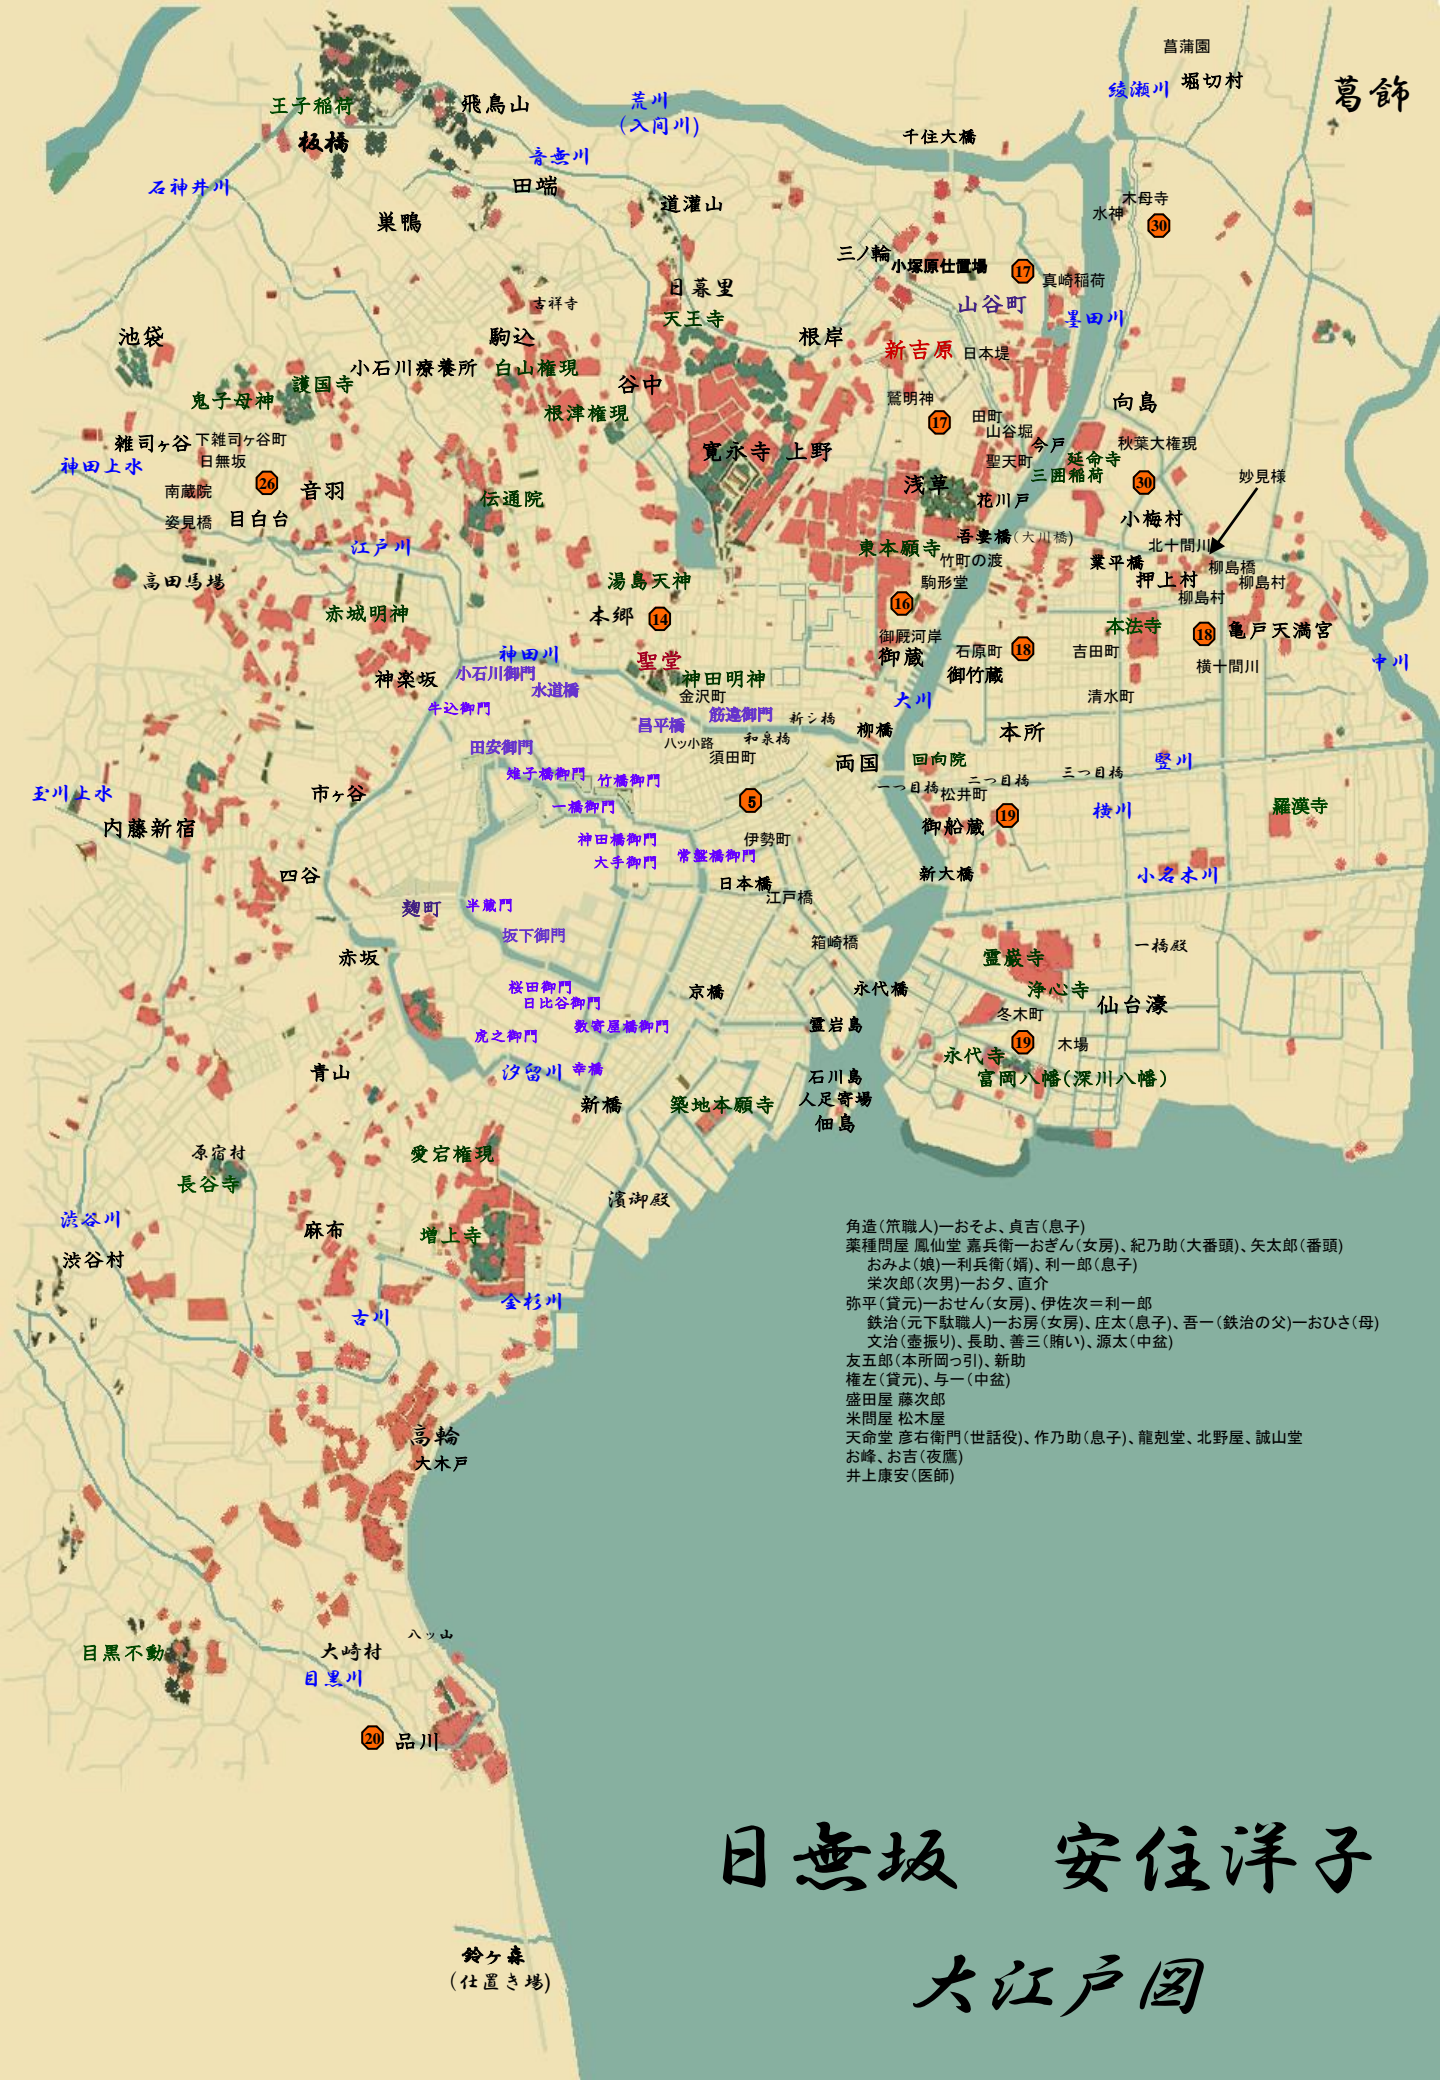 菖蒲園
堀切村
葛飾
綾瀬川
荒川
(入间川)
王子稲荷
飛鳥山
板橋
千住大橋
音無川
石神井川
田端
道灌山
巣鴨
木母寺
水神
30
三ノ輪
小塚原仕置場
17
真崎稲荷
日暮里
吉祥寺
山谷町
天王寺
墨田川
池袋
駒込
根岸
新吉原
日本堤
小石川療養所
白山権現
護国寺
谷中
鬼子母神
根津権現
鷲明神
向島
17
田町
山谷堀
雑司ヶ谷
下雑司ヶ谷町
今戸
秋葉大権現
寛永寺
上野
日無坂
聖天町
延命寺
神田上水
三囲稲荷
妙見様
26
30
南蔵院
音羽
伝通院
浅草
花川戸
姿見橋
目白台
小梅村
江戸川
東本願寺
吾妻橋(大川橋)
北十間川
竹町の渡
業平橋
柳島橋
高田馬場
湯島天神
駒形堂
押上村
柳島村
柳島村
16
赤城明神
本郷
14
本法寺
18
亀戸天満宮
御厩河岸
神田川
聖堂
御蔵
石原町
18
吉田町
中川
小石川御門
横十間川
神楽坂
水道橋
神田明神
御竹蔵
金沢町
清水町
牛込御門
大川
昌平橋
筋違御門
新シ橋
柳橋
本所
田安御門
八ッ小路
和泉橋
須田町
両国
回向院
竪川
雉子橋御門
竹橋御門
三つ目橋
二つ目橋
一つ目橋
松井町
玉川上水
市ヶ谷
一橋御門
5
羅漢寺
横川
19
内藤新宿
御船蔵
神田橋御門
伊勢町
大手御門
常盤橋御門
四谷
日本橋
新大橋
小名木川
江戸橋
麹町
半蔵門
坂下御門
箱崎橋
一橋殿
赤坂
霊巌寺
桜田御門
京橋
永代橋
浄心寺
日比谷御門
仙台濠
冬木町
数寄屋橋御門
霊岩島
虎之御門
19
木場
永代寺
青山
汐留川
幸橋
石川島
富岡八幡(深川八幡)
新橋
築地本願寺
人足寄場
佃島
原宿村
愛宕権現
長谷寺
濱御殿
渋谷川
麻布
増上寺
渋谷村
金杉川
古川
角造(笊職人)ーおそよ、貞吉(息子)
薬種問屋 鳳仙堂 嘉兵衛ーおぎん(女房)、紀乃助(大番頭)、矢太郎(番頭)
おみよ(娘)ー利兵衛(婿)、利一郎(息子)
栄次郎(次男)ーお夕、直介
弥平(貸元)ーおせん(女房)、伊佐次＝利一郎
鉄治(元下駄職人)ーお房(女房)、庄太(息子)、吾一(鉄治の父)ーおひさ(母)
文治(壺振り)、長助、善三(賄い)、源太(中盆)
友五郎(本所岡っ引)、新助
権左(貸元)、与一(中盆)
盛田屋 藤次郎
米問屋 松木屋
天命堂 彦右衛門(世話役)、作乃助(息子)、龍剋堂、北野屋、誠山堂
お峰、お吉(夜鷹)
井上康安(医師)
高輪
大木戸
八ッ山
大崎村
目黒不動
目黒川
20
品川
日無坂　安住洋子
鈴ヶ森
(仕置き場)
大江戸図